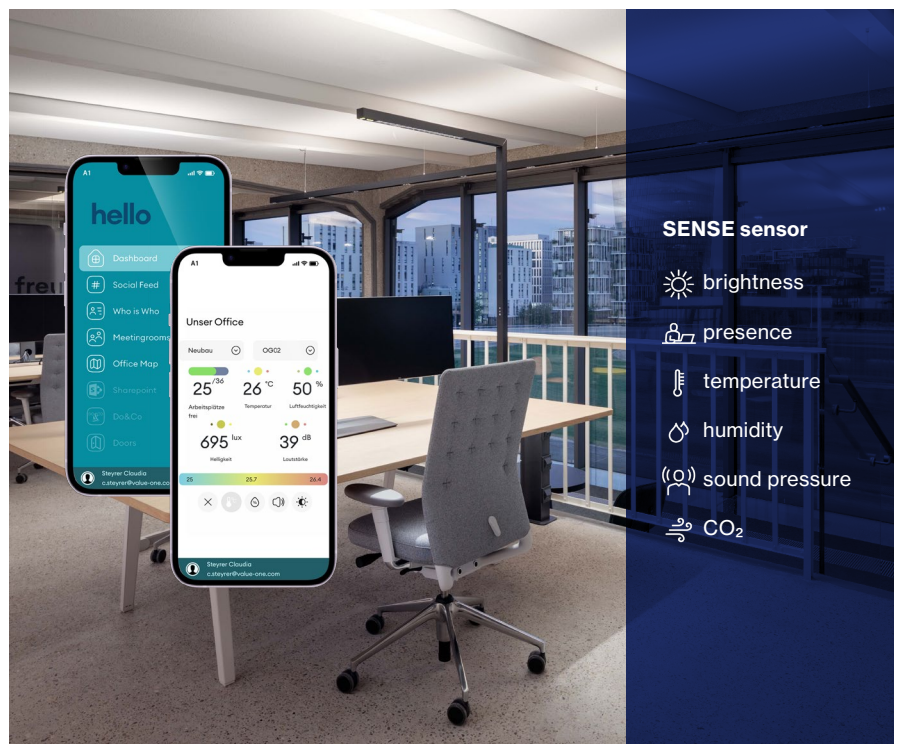 A1
hello
Dashboard
Social Feed
Who is Who
Meetingrooms
Office Map
Sharepoint
Do&Co
Doors
Steyrer Claudia
c.steyrer@value-one.co
freu
A1
Unser Office
Neubau OG02
25/36 26 °C 50 %
Arbeitsplätze frei Temperatur Luftfeuchtigkeit
695 lux 39 dB
Helligkeit Lautstärke
25 25.7 26.4
Steyrer Claudia
c.steyrer@value-one.com
SENSE sensor
brightness
presence
temperature
humidity
sound pressure
CO₂